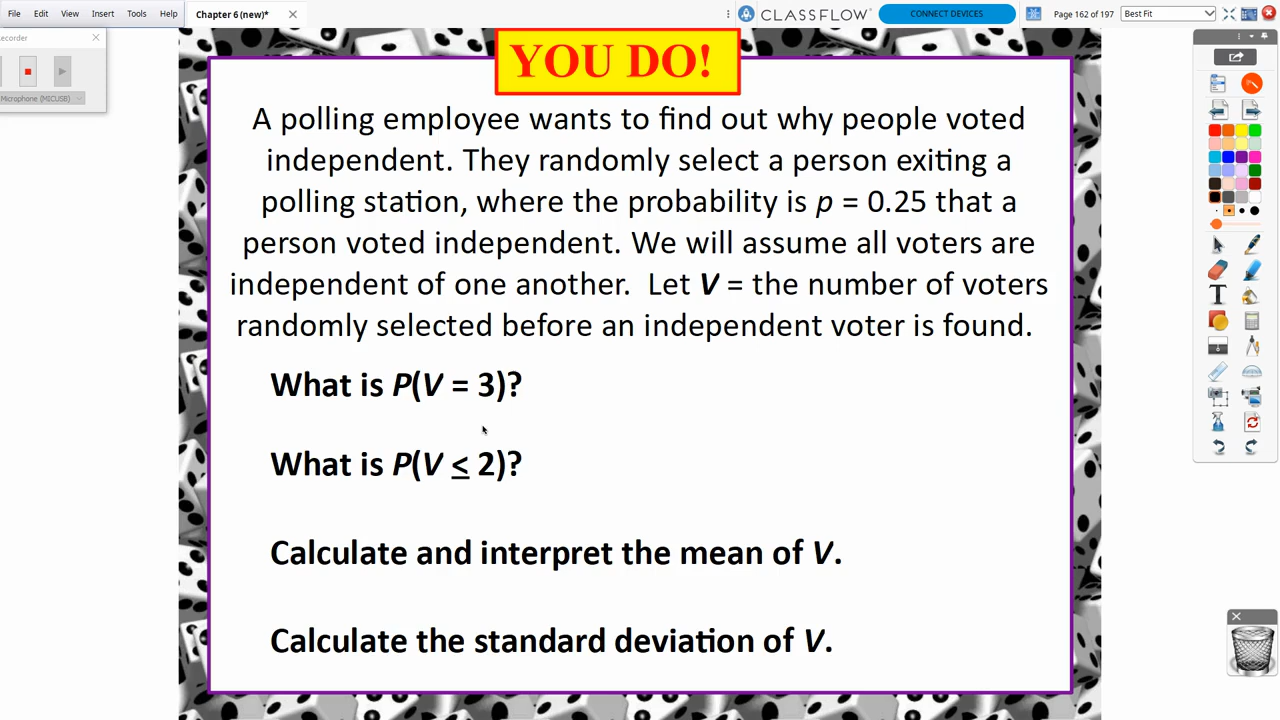 File Edit View Insert Tools Help Chapter 6 (new)* CLASSFLOW CONNECT DEVICES Page 162 of 197 Best Fit
ecorder
Microphone (MICUSB)
YOU DO!
A polling employee wants to find out why people voted
independent. They randomly select a person exiting a
polling station, where the probability is p = 0.25 that a
person voted independent. We will assume all voters are
independent of one another. Let V = the number of voters
randomly selected before an independent voter is found.
What is P(V = 3)?
What is P(V ≤ 2)?
Calculate and interpret the mean of V.
Calculate the standard deviation of V.